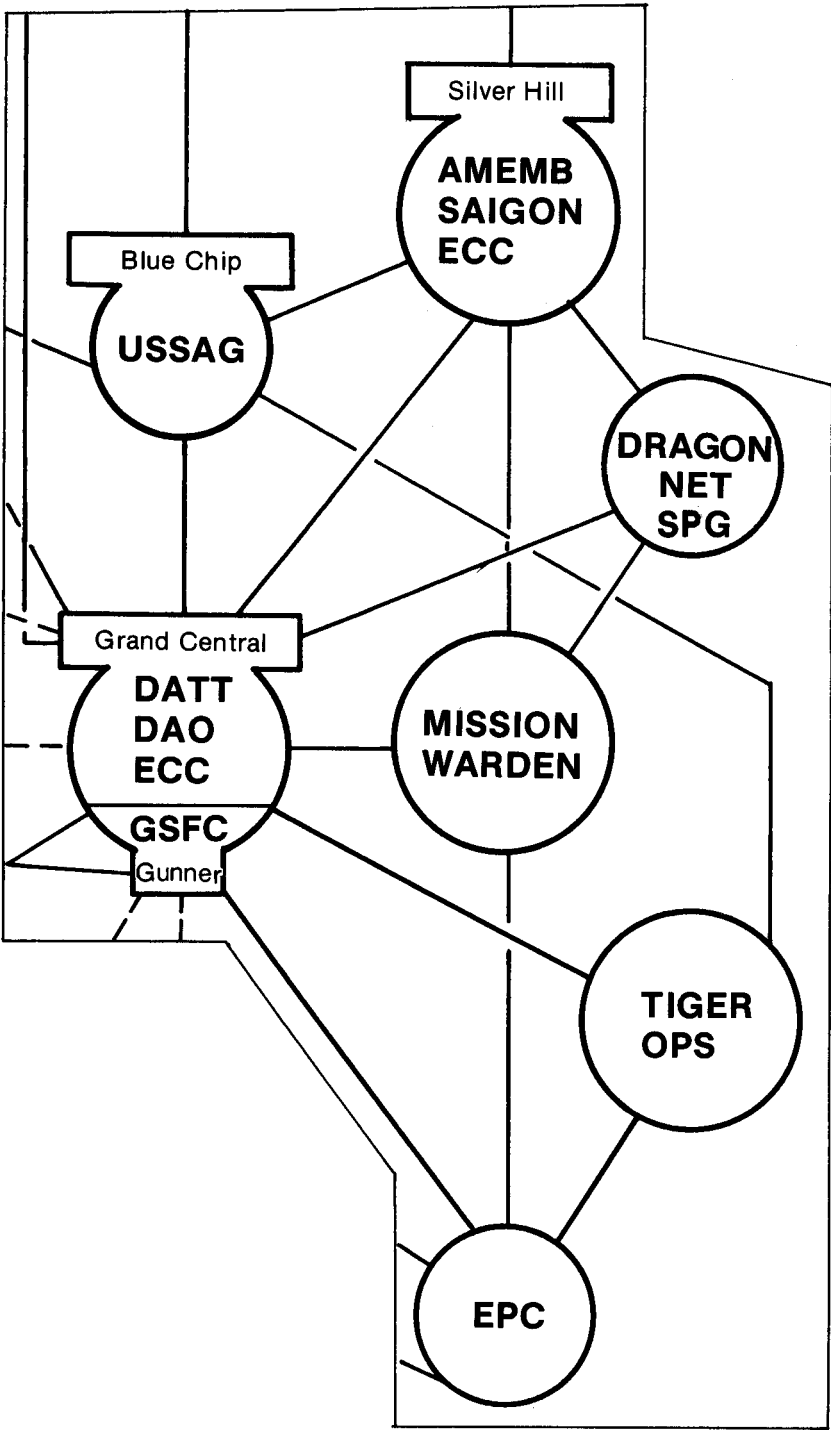 Silver Hill
AMEMB
SAIGON
ECC
Blue Chip
USSAG
DRAGON
NET
SPG
Grand Central
DATT
DAO
ECC
GSFC
Gunner
MISSION
WARDEN
TIGER
OPS
EPC